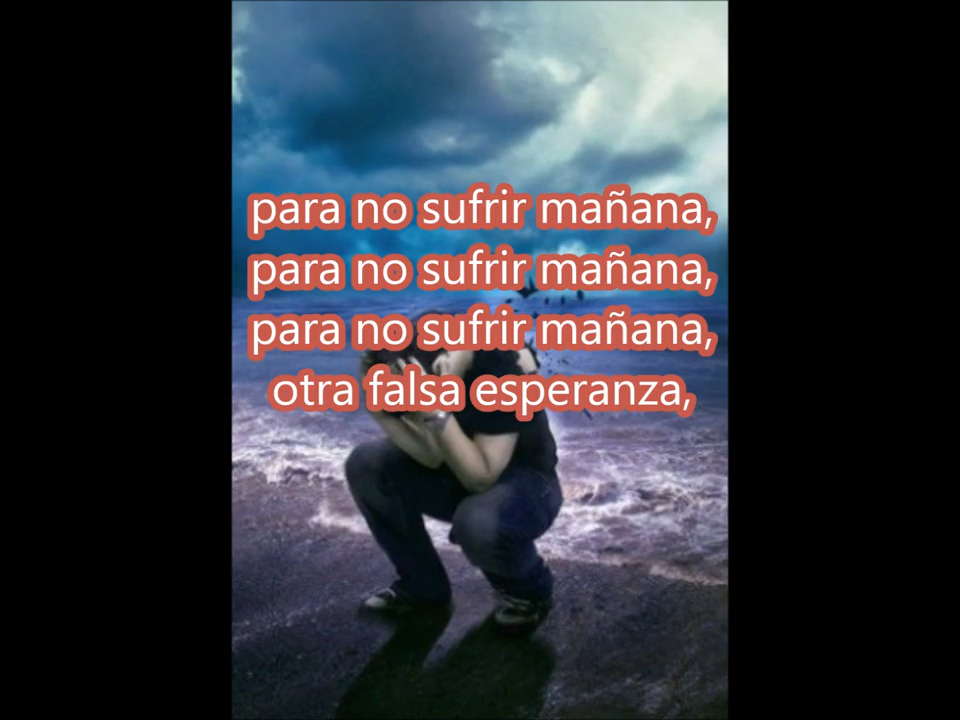 para no sufrir mañana,
para no sufrir mañana,
para no sufrir mañana,
otra falsa esperanza,